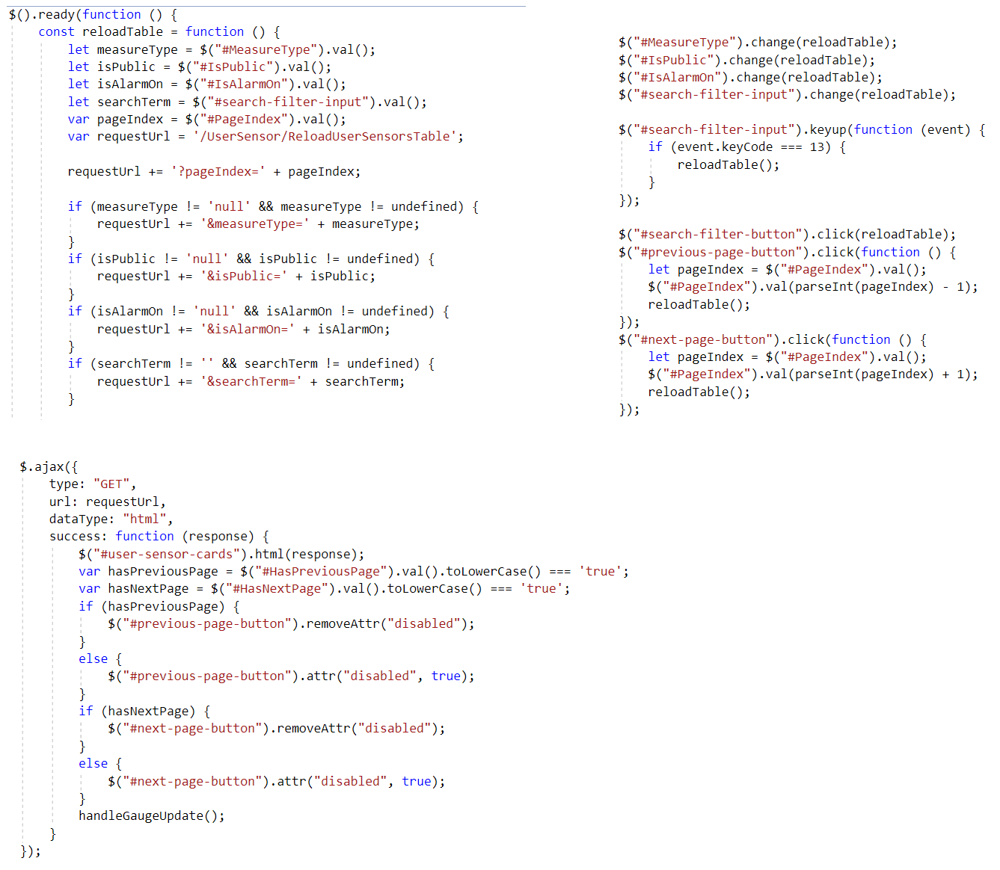 $().ready(function () {
    const reloadTable = function () {
        let measureType = $("#MeasureType").val();
        let isPublic = $("#IsPublic").val();
        let isAlarmOn = $("#IsAlarmOn").val();
        let searchTerm = $("#search-filter-input").val();
        var pageIndex = $("#PageIndex").val();
        var requestUrl = '/UserSensor/ReloadUserSensorsTable';

        requestUrl += '?pageIndex=' + pageIndex;

        if (measureType != 'null' && measureType != undefined) {
            requestUrl += '&measureType=' + measureType;
        }
        if (isPublic != 'null' && isPublic != undefined) {
            requestUrl += '&isPublic=' + isPublic;
        }
        if (isAlarmOn != 'null' && isAlarmOn != undefined) {
            requestUrl += '&isAlarmOn=' + isAlarmOn;
        }
        if (searchTerm != '' && searchTerm != undefined) {
            requestUrl += '&searchTerm=' + searchTerm;
        }

$("#MeasureType").change(reloadTable);
$("#IsPublic").change(reloadTable);
$("#IsAlarmOn").change(reloadTable);
$("#search-filter-input").change(reloadTable);

$("#search-filter-input").keyup(function (event) {
    if (event.keyCode === 13) {
        reloadTable();
    }
});

$("#search-filter-button").click(reloadTable);
$("#previous-page-button").click(function () {
    let pageIndex = $("#PageIndex").val();
    $("#PageIndex").val(parseInt(pageIndex) - 1);
    reloadTable();
});
$("#next-page-button").click(function () {
    let pageIndex = $("#PageIndex").val();
    $("#PageIndex").val(parseInt(pageIndex) + 1);
    reloadTable();
});

$.ajax({
    type: "GET",
    url: requestUrl,
    dataType: "html",
    success: function (response) {
        $("#user-sensor-cards").html(response);
        var hasPreviousPage = $("#HasPreviousPage").val().toLowerCase() === 'true';
        var hasNextPage = $("#HasNextPage").val().toLowerCase() === 'true';
        if (hasPreviousPage) {
            $("#previous-page-button").removeAttr("disabled");
        }
        else {
            $("#previous-page-button").attr("disabled", true);
        }
        if (hasNextPage) {
            $("#next-page-button").removeAttr("disabled");
        }
        else {
            $("#next-page-button").attr("disabled", true);
        }
        handleGaugeUpdate();
    }
});